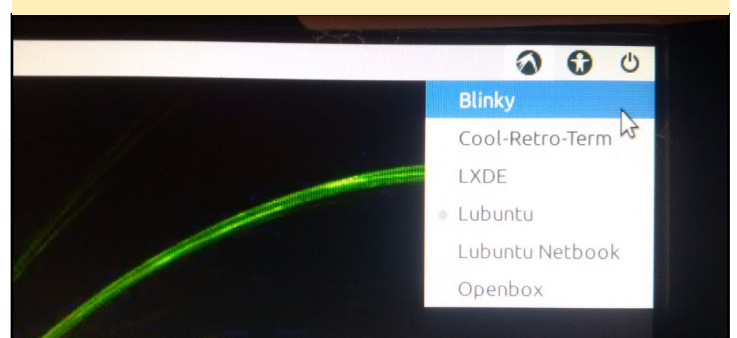 Blinky
Cool-Retro-Term
LXDE
Lubuntu
Lubuntu Netbook
Openbox